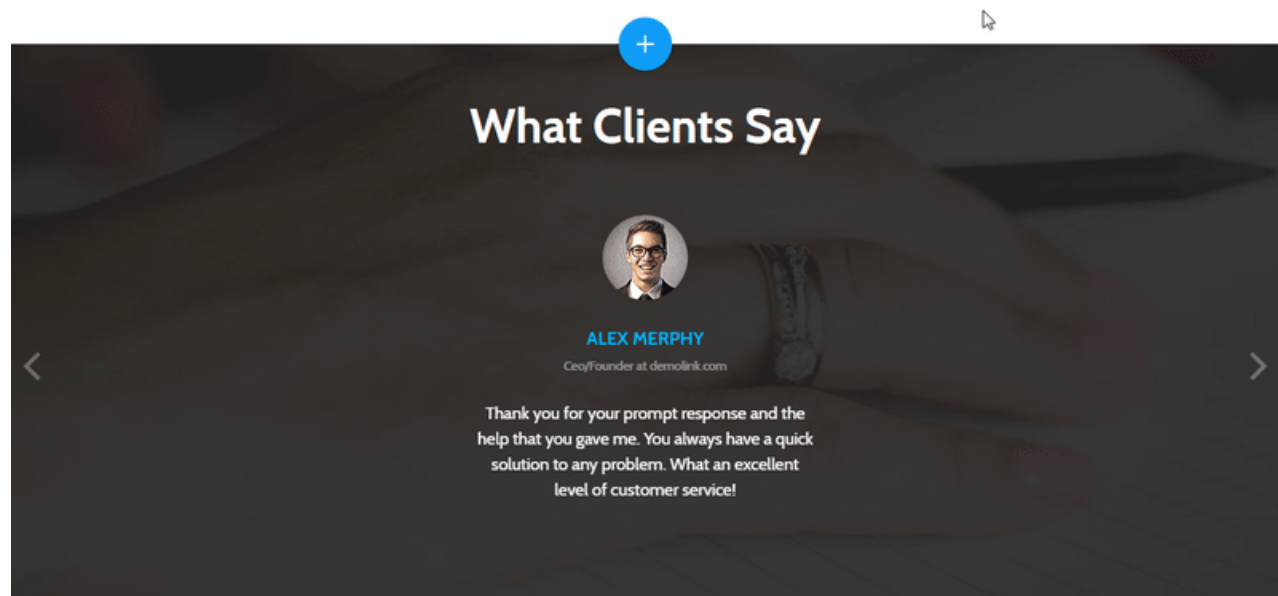 What Clients Say
ALEX MERPHY
Ceo/Founder at demolink.com
Thank you for your prompt response and the
help that you gave me. You always have a quick
solution to any problem. What an excellent
level of customer service!